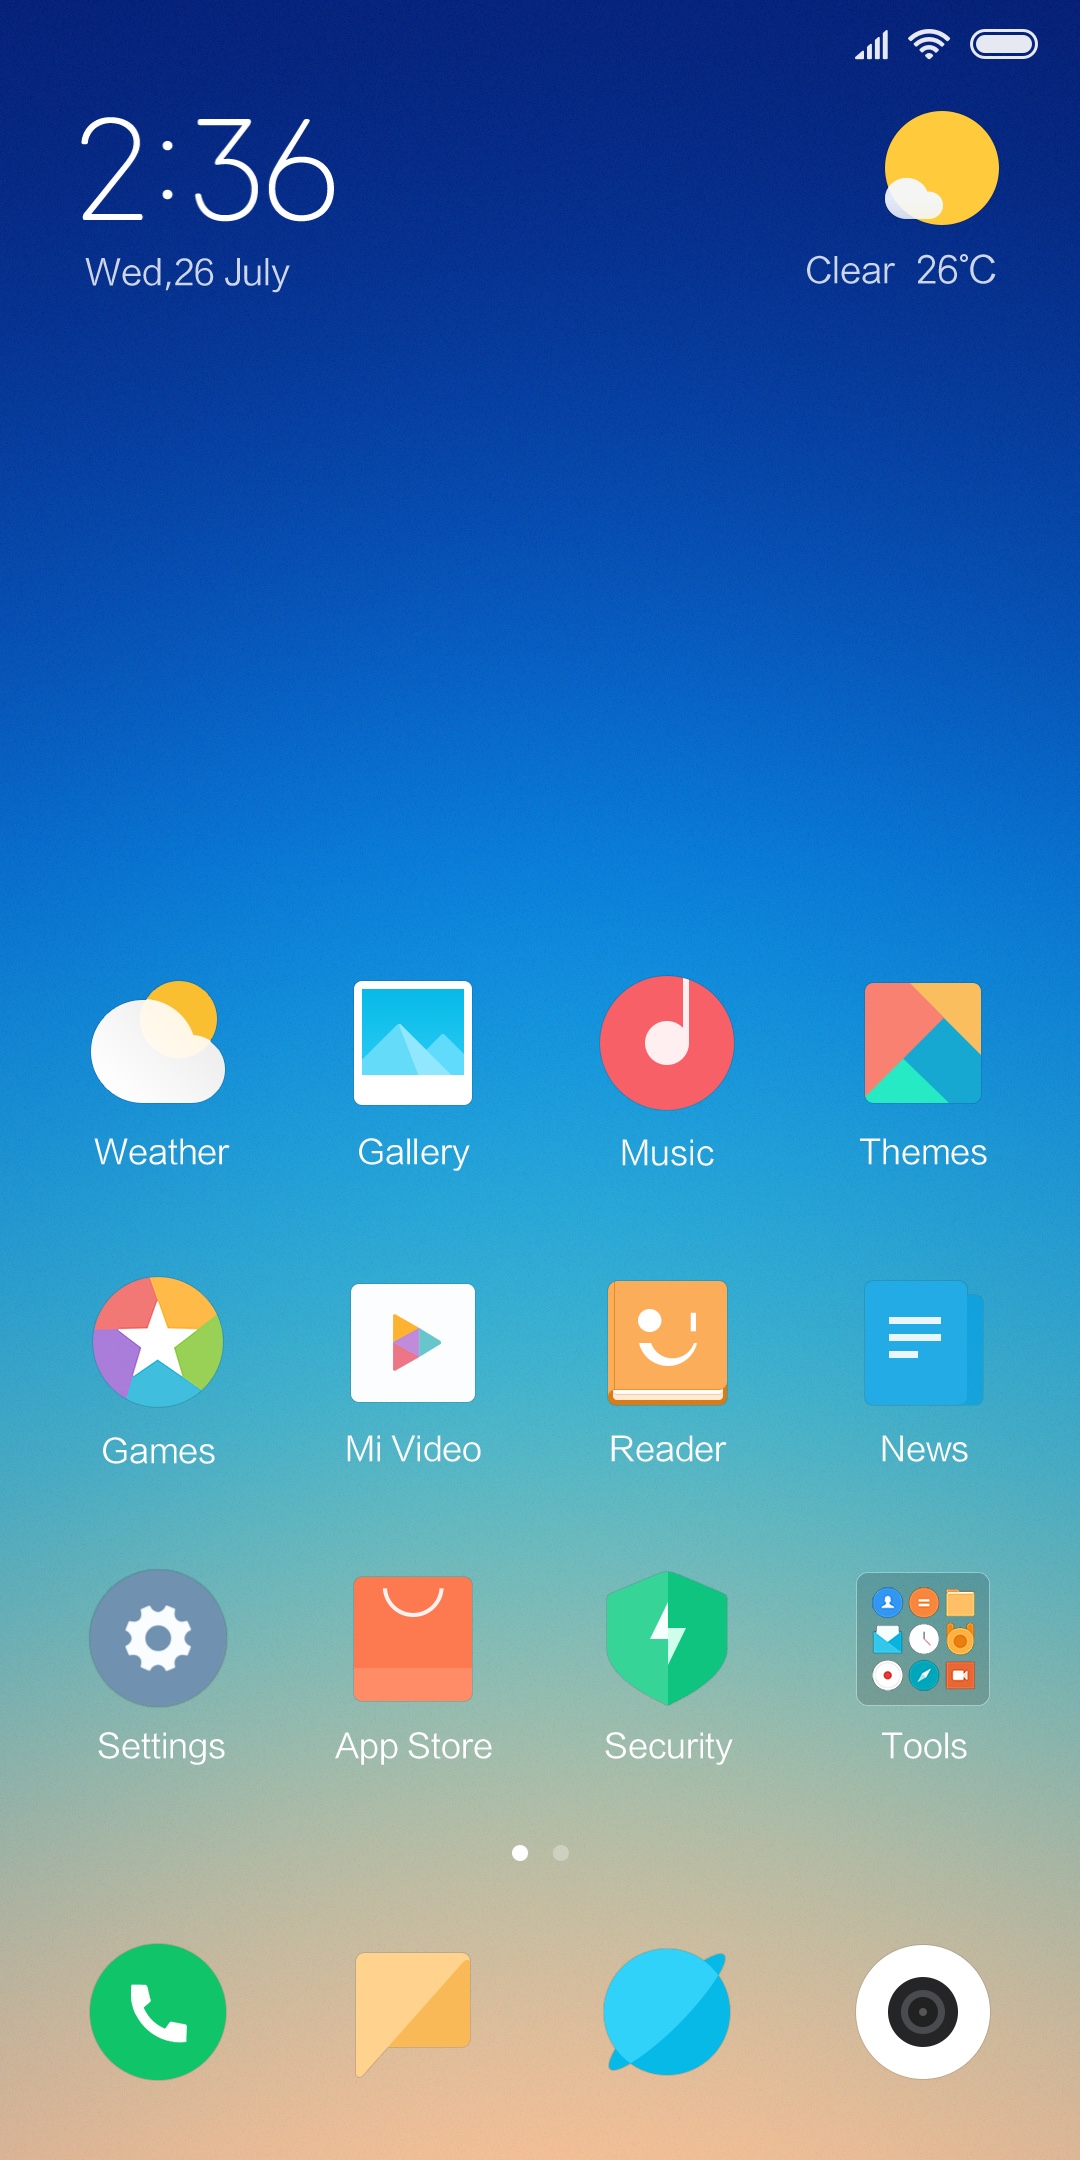 2:36
Wed,26 July
Clear 26°C
Weather
Gallery
Music
Themes
Games
Mi Video
Reader
News
Settings
App Store
Security
Tools